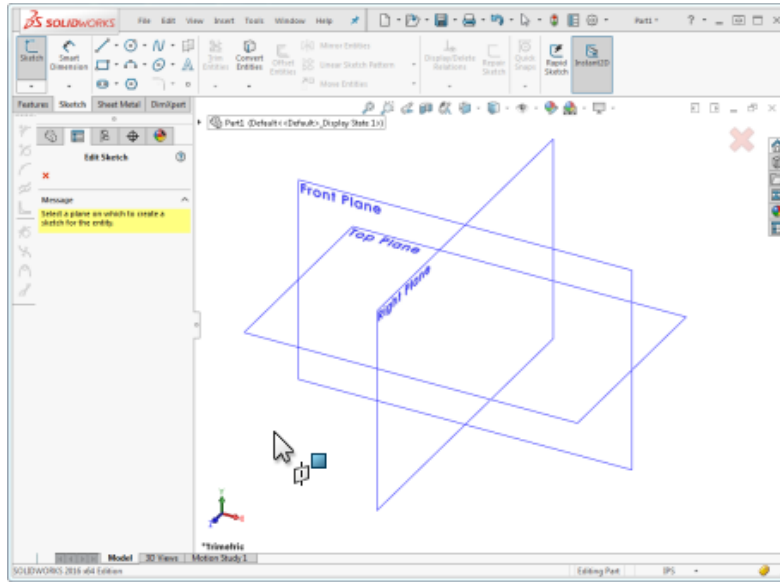 SOLIDWORKS File Edit View Insert Tools Window Help Part1 ?
Sketch Smart Dimension Trim Entities Convert Entities Offset Entities Mirror Entities Linear Sketch Pattern Move Entities Display/Delete Relations Repair Sketch Quick Snaps Rapid Sketch Instant2D
Features Sketch Sheet Metal DimXpert
Part1 (Default<<Default>_Display State 1>)
Edit Sketch
Message
Select a plane on which to create a
sketch for the entity.
Front Plane
Top Plane
Right Plane
*Trimetric
Model 3D Views Motion Study 1
SOLIDWORKS 2016 x64 Edition Editing Part IPS